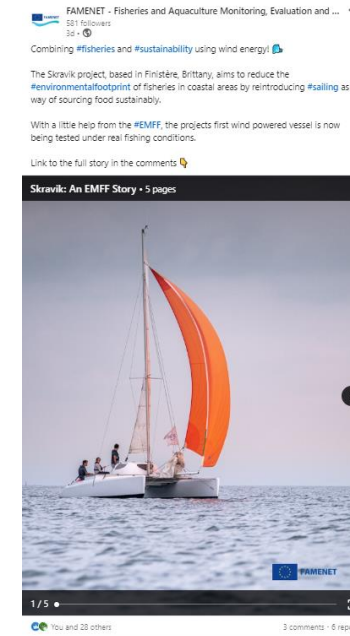 FAMENET - Fisheries and Aquaculture Monitoring, Evaluation and ...
581 followers
3d •
Combining #fisheries and #sustainability using wind energy!
The Skravik project, based in Finistère, Brittany, aims to reduce the
#environmentalfootprint of fisheries in coastal areas by reintroducing #sailing as
way of sourcing food sustainably.
With a little help from the #EMFF, the projects first wind powered vessel is now
being tested under real fishing conditions.
Link to the full story in the comments
Skravik: An EMFF Story • 5 pages
FAMENET
1 / 5
You and 28 others
3 comments · 6 rep